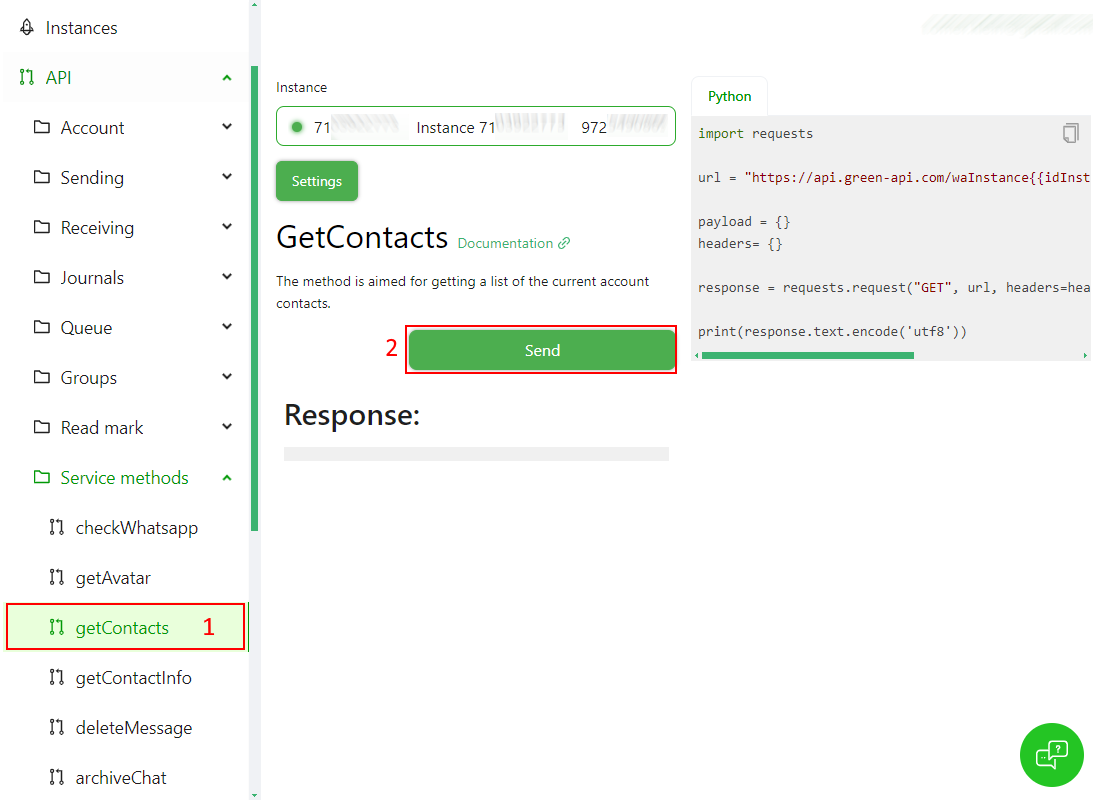 Instances
API
Account
Sending
Receiving
Journals
Queue
Groups
Read mark
Service methods
checkWhatsapp
getAvatar
getContacts 1
getContactInfo
deleteMessage
archiveChat
Instance
71 Instance 71 972
Settings
GetContacts Documentation
The method is aimed for getting a list of the current account
contacts.
2 Send
Response:
Python
import requests
url = "https://api.green-api.com/waInstance{{idInst
payload = {}
headers= {}
response = requests.request("GET", url, headers=hea
print(response.text.encode('utf8'))